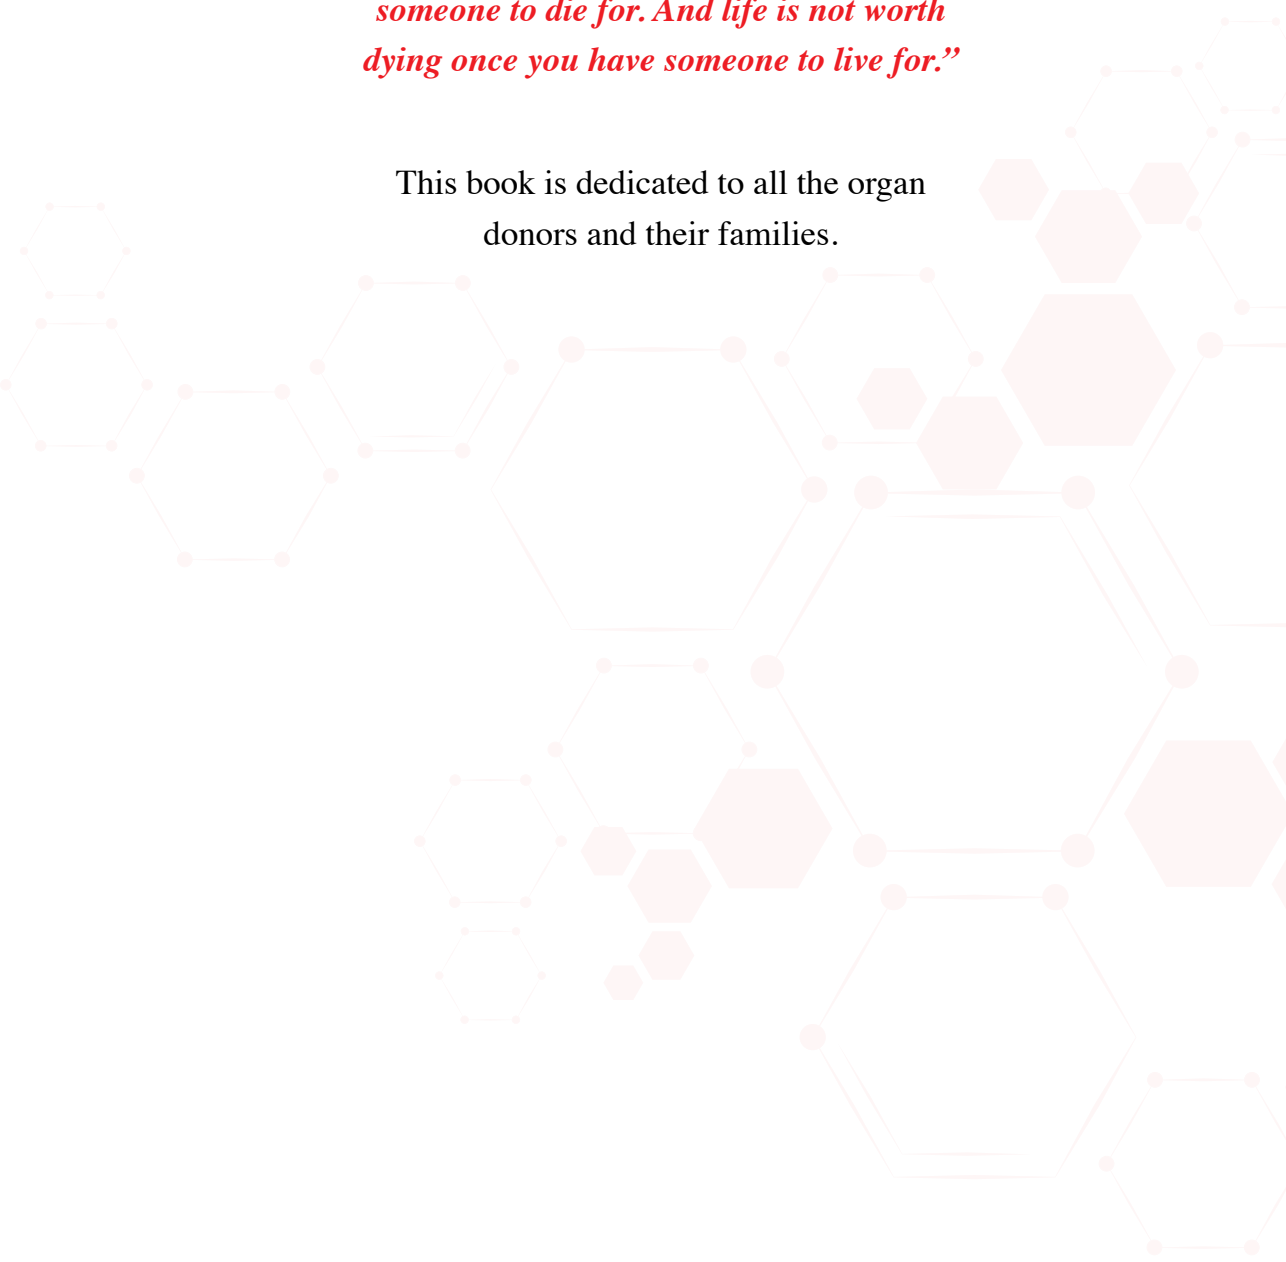 someone to die for. And life is not worth
dying once you have someone to live for.”
This book is dedicated to all the organ
donors and their families.